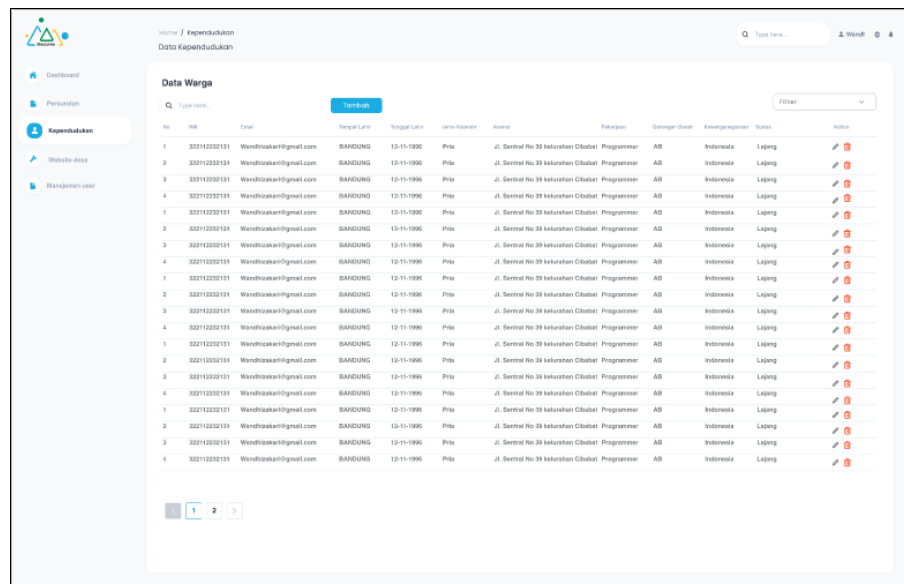 Welcome
Home / Kependudukan
Data Kependudukan
Type here...
Wandi
Dashboard
Persuratan
Kependudukan
Website desa
Manajemen user
Data Warga
Type here...
Tambah
Filter
No NIK Email Tempat Lahir Tanggal Lahir Jenis Kelamin Alamat Pekerjaan Golongan Darah Kewarganegaraan Status Action
1 322112232131 Wandhizakari@gmail.com BANDUNG 12-11-1996 Pria Jl. Sentral No 39 kelurahan Cibabat Programmer AB Indonesia Lajang
2 322112232131 Wandhizakari@gmail.com BANDUNG 12-11-1996 Pria Jl. Sentral No 39 kelurahan Cibabat Programmer AB Indonesia Lajang
3 322112232131 Wandhizakari@gmail.com BANDUNG 12-11-1996 Pria Jl. Sentral No 39 kelurahan Cibabat Programmer AB Indonesia Lajang
4 322112232131 Wandhizakari@gmail.com BANDUNG 12-11-1996 Pria Jl. Sentral No 39 kelurahan Cibabat Programmer AB Indonesia Lajang
1 322112232131 Wandhizakari@gmail.com BANDUNG 12-11-1996 Pria Jl. Sentral No 39 kelurahan Cibabat Programmer AB Indonesia Lajang
2 322112232131 Wandhizakari@gmail.com BANDUNG 12-11-1996 Pria Jl. Sentral No 39 kelurahan Cibabat Programmer AB Indonesia Lajang
3 322112232131 Wandhizakari@gmail.com BANDUNG 12-11-1996 Pria Jl. Sentral No 39 kelurahan Cibabat Programmer AB Indonesia Lajang
4 322112232131 Wandhizakari@gmail.com BANDUNG 12-11-1996 Pria Jl. Sentral No 39 kelurahan Cibabat Programmer AB Indonesia Lajang
1 322112232131 Wandhizakari@gmail.com BANDUNG 12-11-1996 Pria Jl. Sentral No 39 kelurahan Cibabat Programmer AB Indonesia Lajang
2 322112232131 Wandhizakari@gmail.com BANDUNG 12-11-1996 Pria Jl. Sentral No 39 kelurahan Cibabat Programmer AB Indonesia Lajang
3 322112232131 Wandhizakari@gmail.com BANDUNG 12-11-1996 Pria Jl. Sentral No 39 kelurahan Cibabat Programmer AB Indonesia Lajang
4 322112232131 Wandhizakari@gmail.com BANDUNG 12-11-1996 Pria Jl. Sentral No 39 kelurahan Cibabat Programmer AB Indonesia Lajang
1 322112232131 Wandhizakari@gmail.com BANDUNG 12-11-1996 Pria Jl. Sentral No 39 kelurahan Cibabat Programmer AB Indonesia Lajang
2 322112232131 Wandhizakari@gmail.com BANDUNG 12-11-1996 Pria Jl. Sentral No 39 kelurahan Cibabat Programmer AB Indonesia Lajang
3 322112232131 Wandhizakari@gmail.com BANDUNG 12-11-1996 Pria Jl. Sentral No 39 kelurahan Cibabat Programmer AB Indonesia Lajang
4 322112232131 Wandhizakari@gmail.com BANDUNG 12-11-1996 Pria Jl. Sentral No 39 kelurahan Cibabat Programmer AB Indonesia Lajang
1 322112232131 Wandhizakari@gmail.com BANDUNG 12-11-1996 Pria Jl. Sentral No 39 kelurahan Cibabat Programmer AB Indonesia Lajang
2 322112232131 Wandhizakari@gmail.com BANDUNG 12-11-1996 Pria Jl. Sentral No 39 kelurahan Cibabat Programmer AB Indonesia Lajang
3 322112232131 Wandhizakari@gmail.com BANDUNG 12-11-1996 Pria Jl. Sentral No 39 kelurahan Cibabat Programmer AB Indonesia Lajang
4 322112232131 Wandhizakari@gmail.com BANDUNG 12-11-1996 Pria Jl. Sentral No 39 kelurahan Cibabat Programmer AB Indonesia Lajang
< 1 2 >